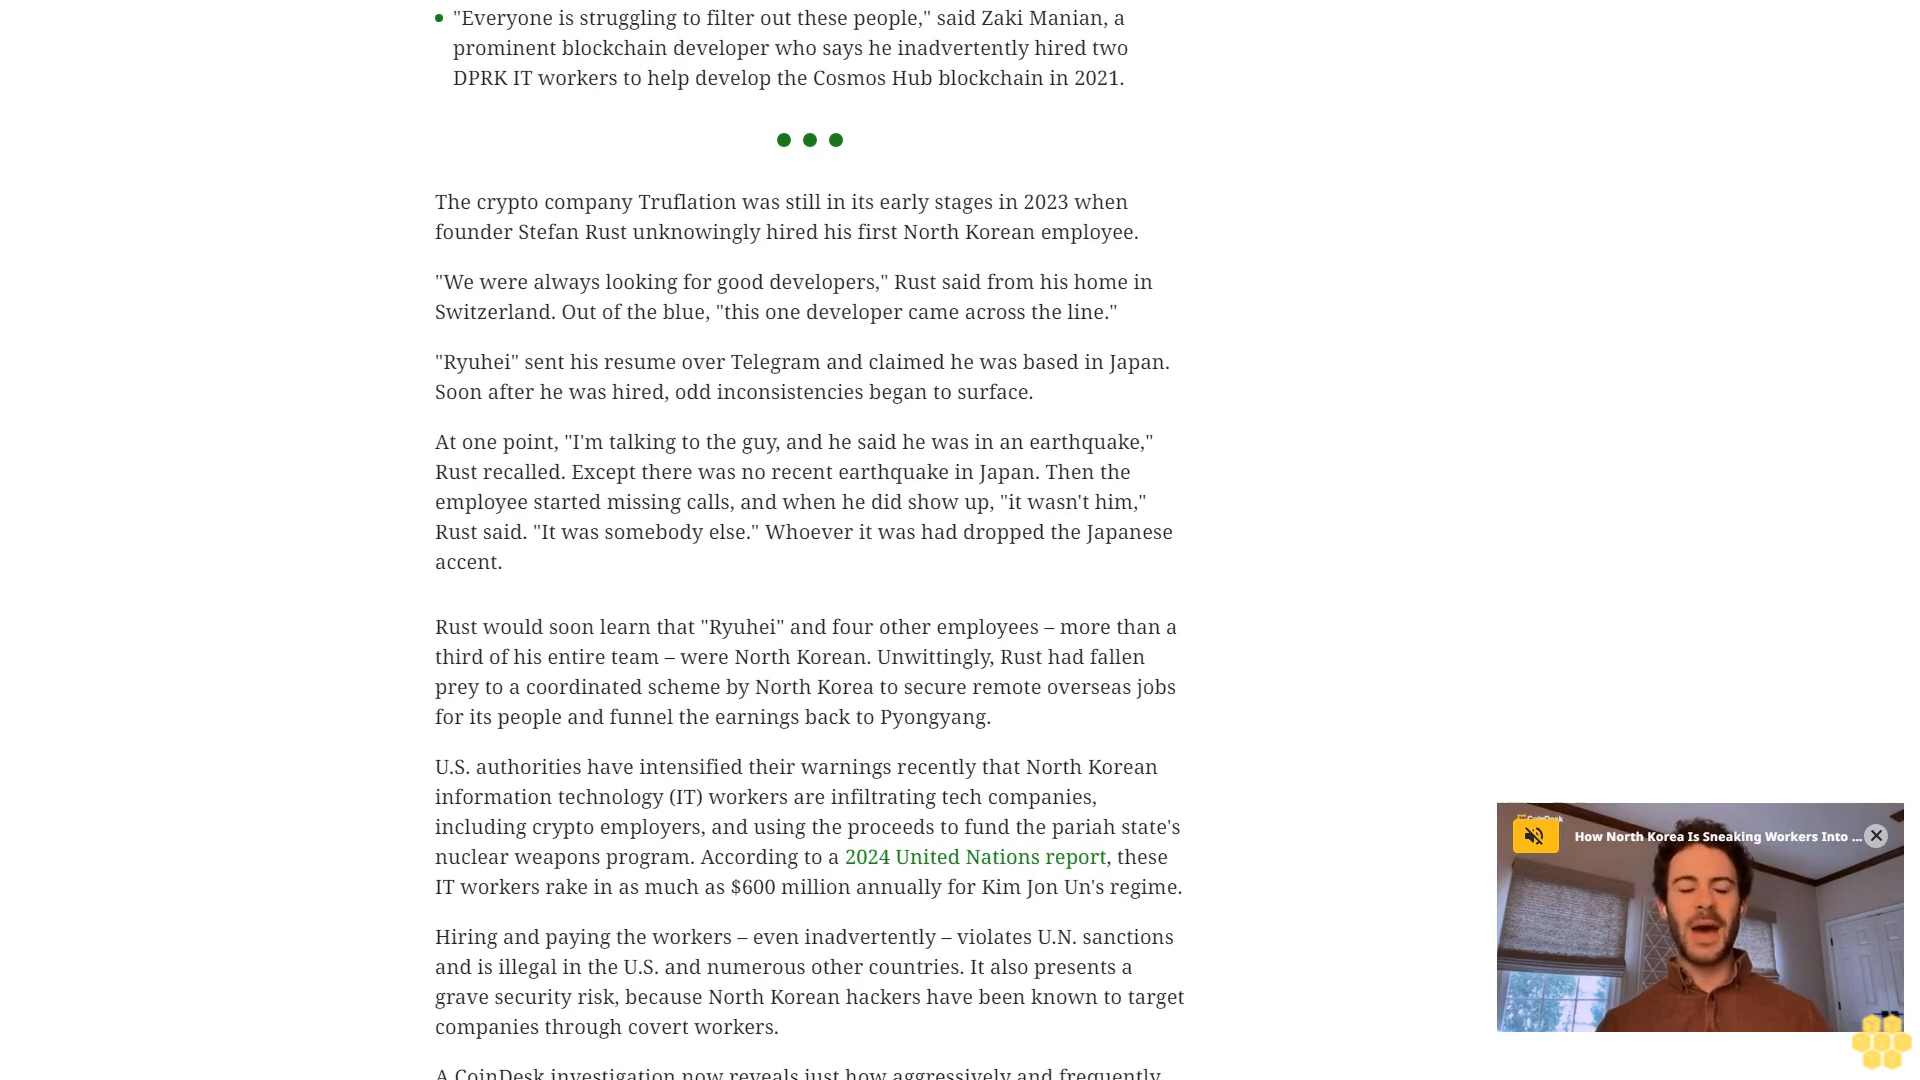 "Everyone is struggling to filter out these people," said Zaki Manian, a
prominent blockchain developer who says he inadvertently hired two
DPRK IT workers to help develop the Cosmos Hub blockchain in 2021.
The crypto company Truflation was still in its early stages in 2023 when
founder Stefan Rust unknowingly hired his first North Korean employee.
"We were always looking for good developers," Rust said from his home in
Switzerland. Out of the blue, "this one developer came across the line."
"Ryuhei" sent his resume over Telegram and claimed he was based in Japan.
Soon after he was hired, odd inconsistencies began to surface.
At one point, "I'm talking to the guy, and he said he was in an earthquake,"
Rust recalled. Except there was no recent earthquake in Japan. Then the
employee started missing calls, and when he did show up, "it wasn't him,"
Rust said. "It was somebody else." Whoever it was had dropped the Japanese
accent.
Rust would soon learn that "Ryuhei" and four other employees – more than a
third of his entire team – were North Korean. Unwittingly, Rust had fallen
prey to a coordinated scheme by North Korea to secure remote overseas jobs
for its people and funnel the earnings back to Pyongyang.
U.S. authorities have intensified their warnings recently that North Korean
information technology (IT) workers are infiltrating tech companies,
including crypto employers, and using the proceeds to fund the pariah state's
nuclear weapons program. According to a 2024 United Nations report, these
IT workers rake in as much as $600 million annually for Kim Jon Un's regime.
Hiring and paying the workers – even inadvertently – violates U.N. sanctions
and is illegal in the U.S. and numerous other countries. It also presents a
grave security risk, because North Korean hackers have been known to target
companies through covert workers.
A CoinDesk investigation now reveals just how aggressively and frequently
CoinDesk
How North Korea Is Sneaking Workers Into ...